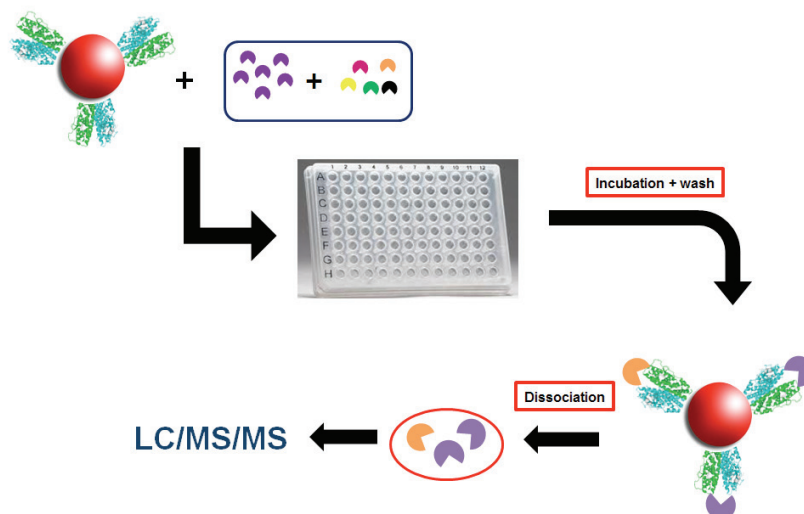 +
+
1 2 3 4 5 6 7 8 9 10 11 12
A
B
C
D
E
F
G
H
Incubation + wash
Dissociation
LC/MS/MS